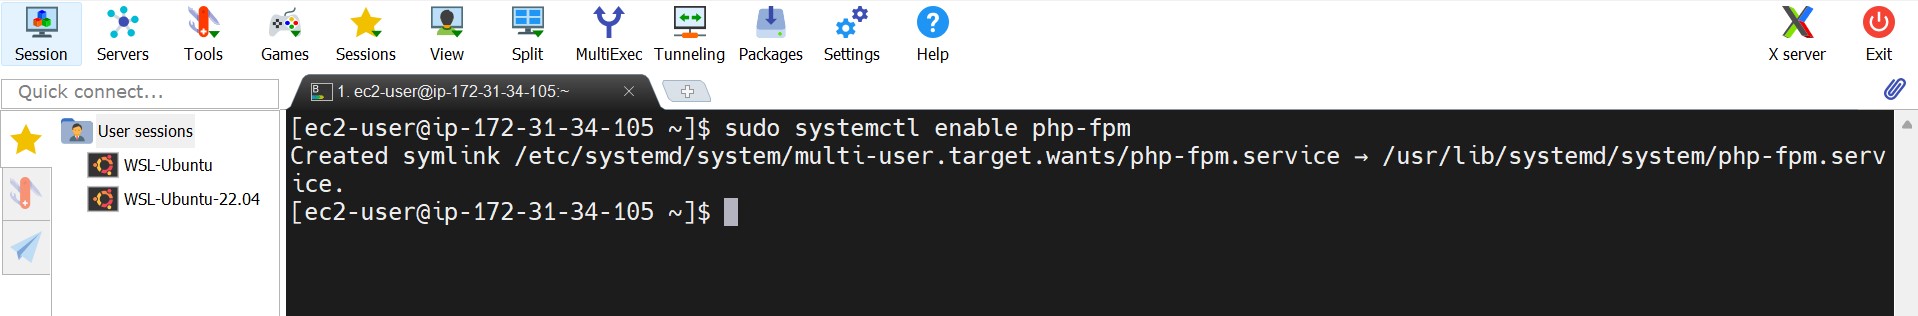 Session Servers Tools Games Sessions View Split MultiExec Tunneling Packages Settings Help X server Exit
Quick connect...
1. ec2-user@ip-172-31-34-105:~
User sessions
WSL-Ubuntu
WSL-Ubuntu-22.04
[ec2-user@ip-172-31-34-105 ~]$ sudo systemctl enable php-fpm
Created symlink /etc/systemd/system/multi-user.target.wants/php-fpm.service → /usr/lib/systemd/system/php-fpm.serv
ice.
[ec2-user@ip-172-31-34-105 ~]$